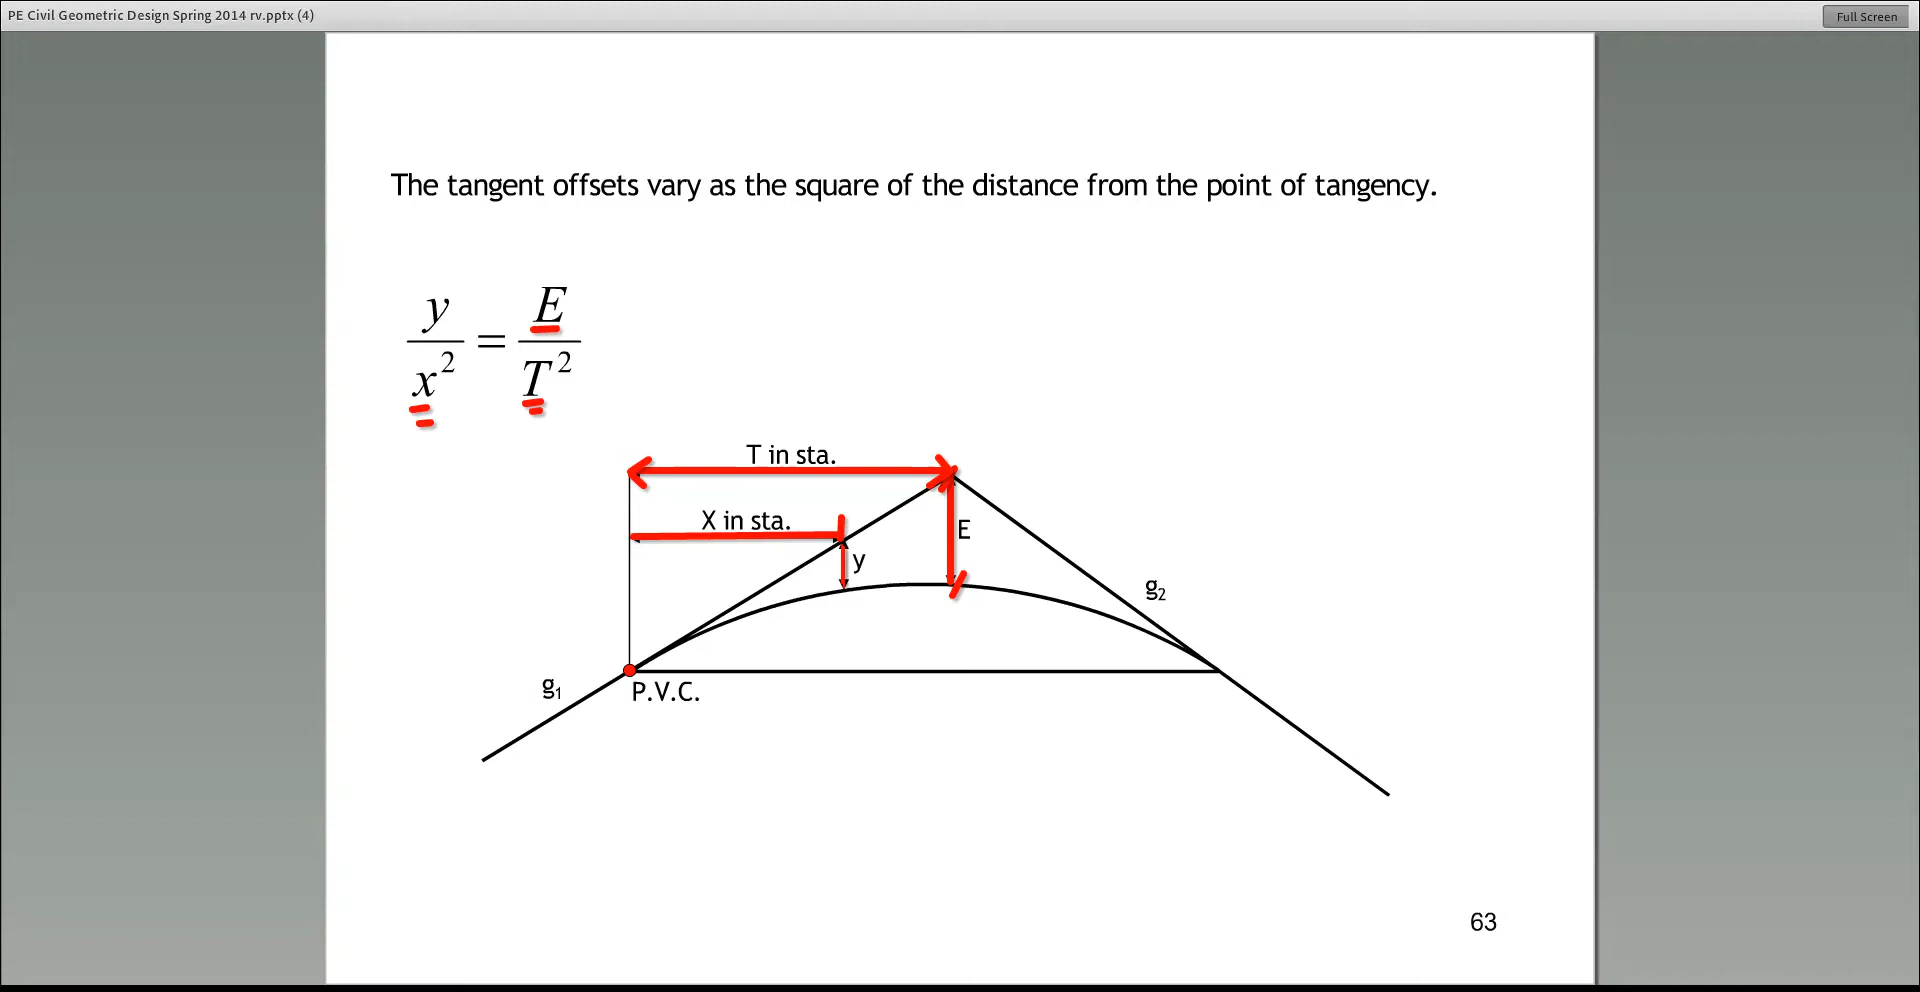 PE Civil Geometric Design Spring 2014 rv.pptx (4)
Full Screen
The tangent offsets vary as the square of the distance from the point of tangency.
y/x² = E/T²
T in sta.
X in sta.
E
y
g₂
g₁
P.V.C.
63